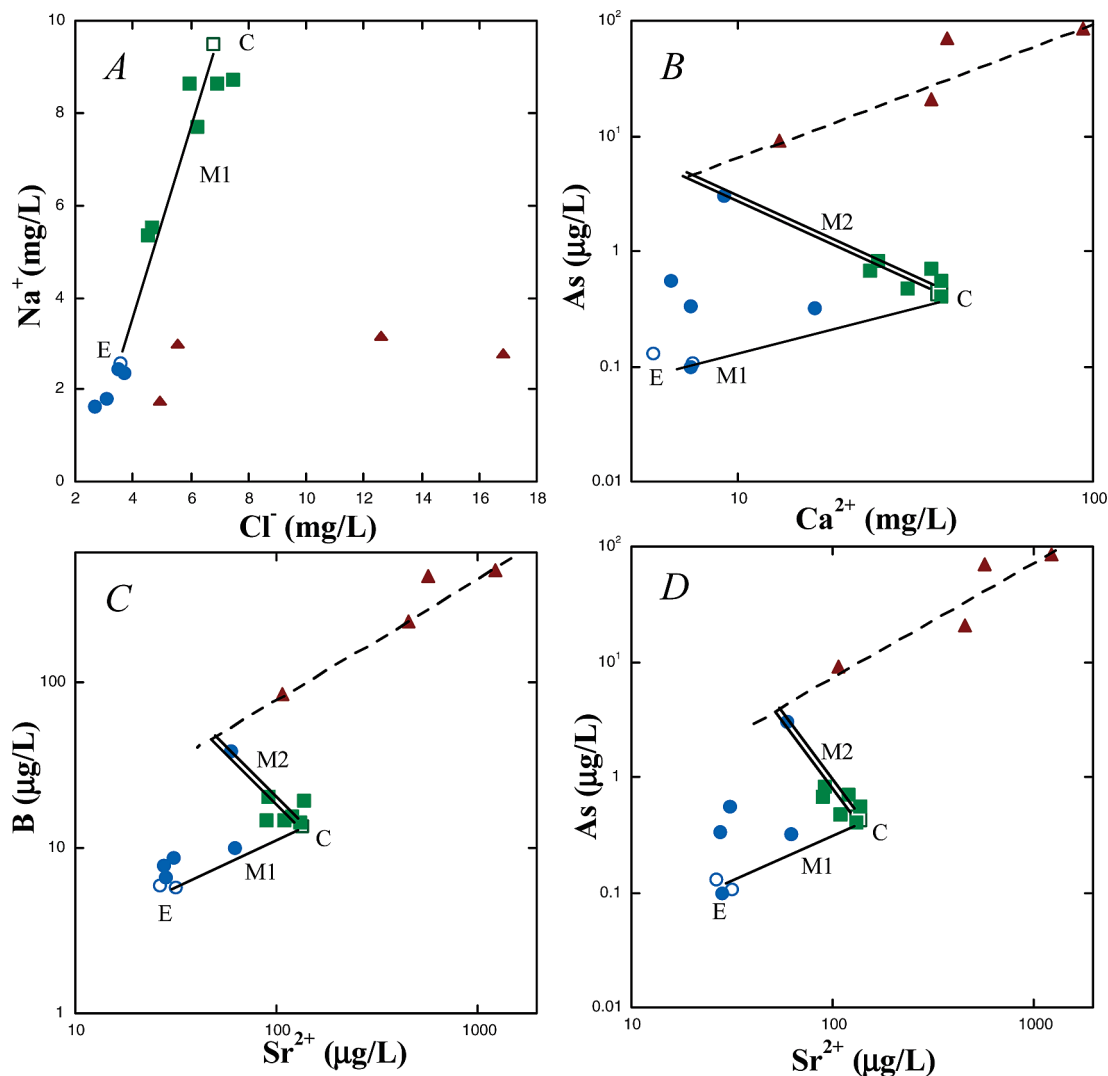 A
B
10
8
6
4
2
0
Na⁺ (mg/L)
C
M1
E
2 4 6 8 10 12 14 16 18
Cl⁻ (mg/L)
10²
10¹
1
0.1
0.01
As (µg/L)
M2
C
E
M1
10 100
Ca²⁺ (mg/L)
C
D
100
10
1
B (µg/L)
M2
C
M1
E
10 100 1000
Sr²⁺ (µg/L)
10²
10¹
1
0.1
0.01
As (µg/L)
M2
C
M1
E
10 100 1000
Sr²⁺ (µg/L)